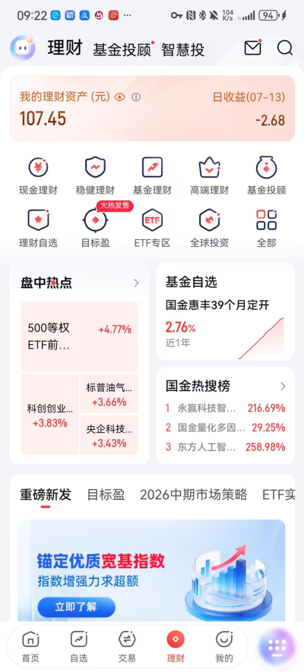 09:22
104
K/s
94
理财 基金投顾 智慧投
我的理财资产 (元)
日收益(07-13)
107.45
-2.68
现金理财 稳健理财 基金理财 高端理财 基金投顾
火热发售
ETF
理财自选 目标盈 ETF专区 全球投资 全部
盘中热点
500等权
ETF前...
+4.77%
科创创业...
+3.83%
标普油气...
+3.66%
央企科技...
+3.43%
基金自选
国金惠丰39个月定开
2.76%
近1年
国金热搜榜
1 永赢科技智... 216.69%
2 国金量化多因... 29.25%
3 东方人工智... 258.98%
重磅新发 目标盈 2026中期市场策略 ETF实
锚定优质宽基指数
指数增强力求超额
立即了解
首页 自选 交易 理财 我的